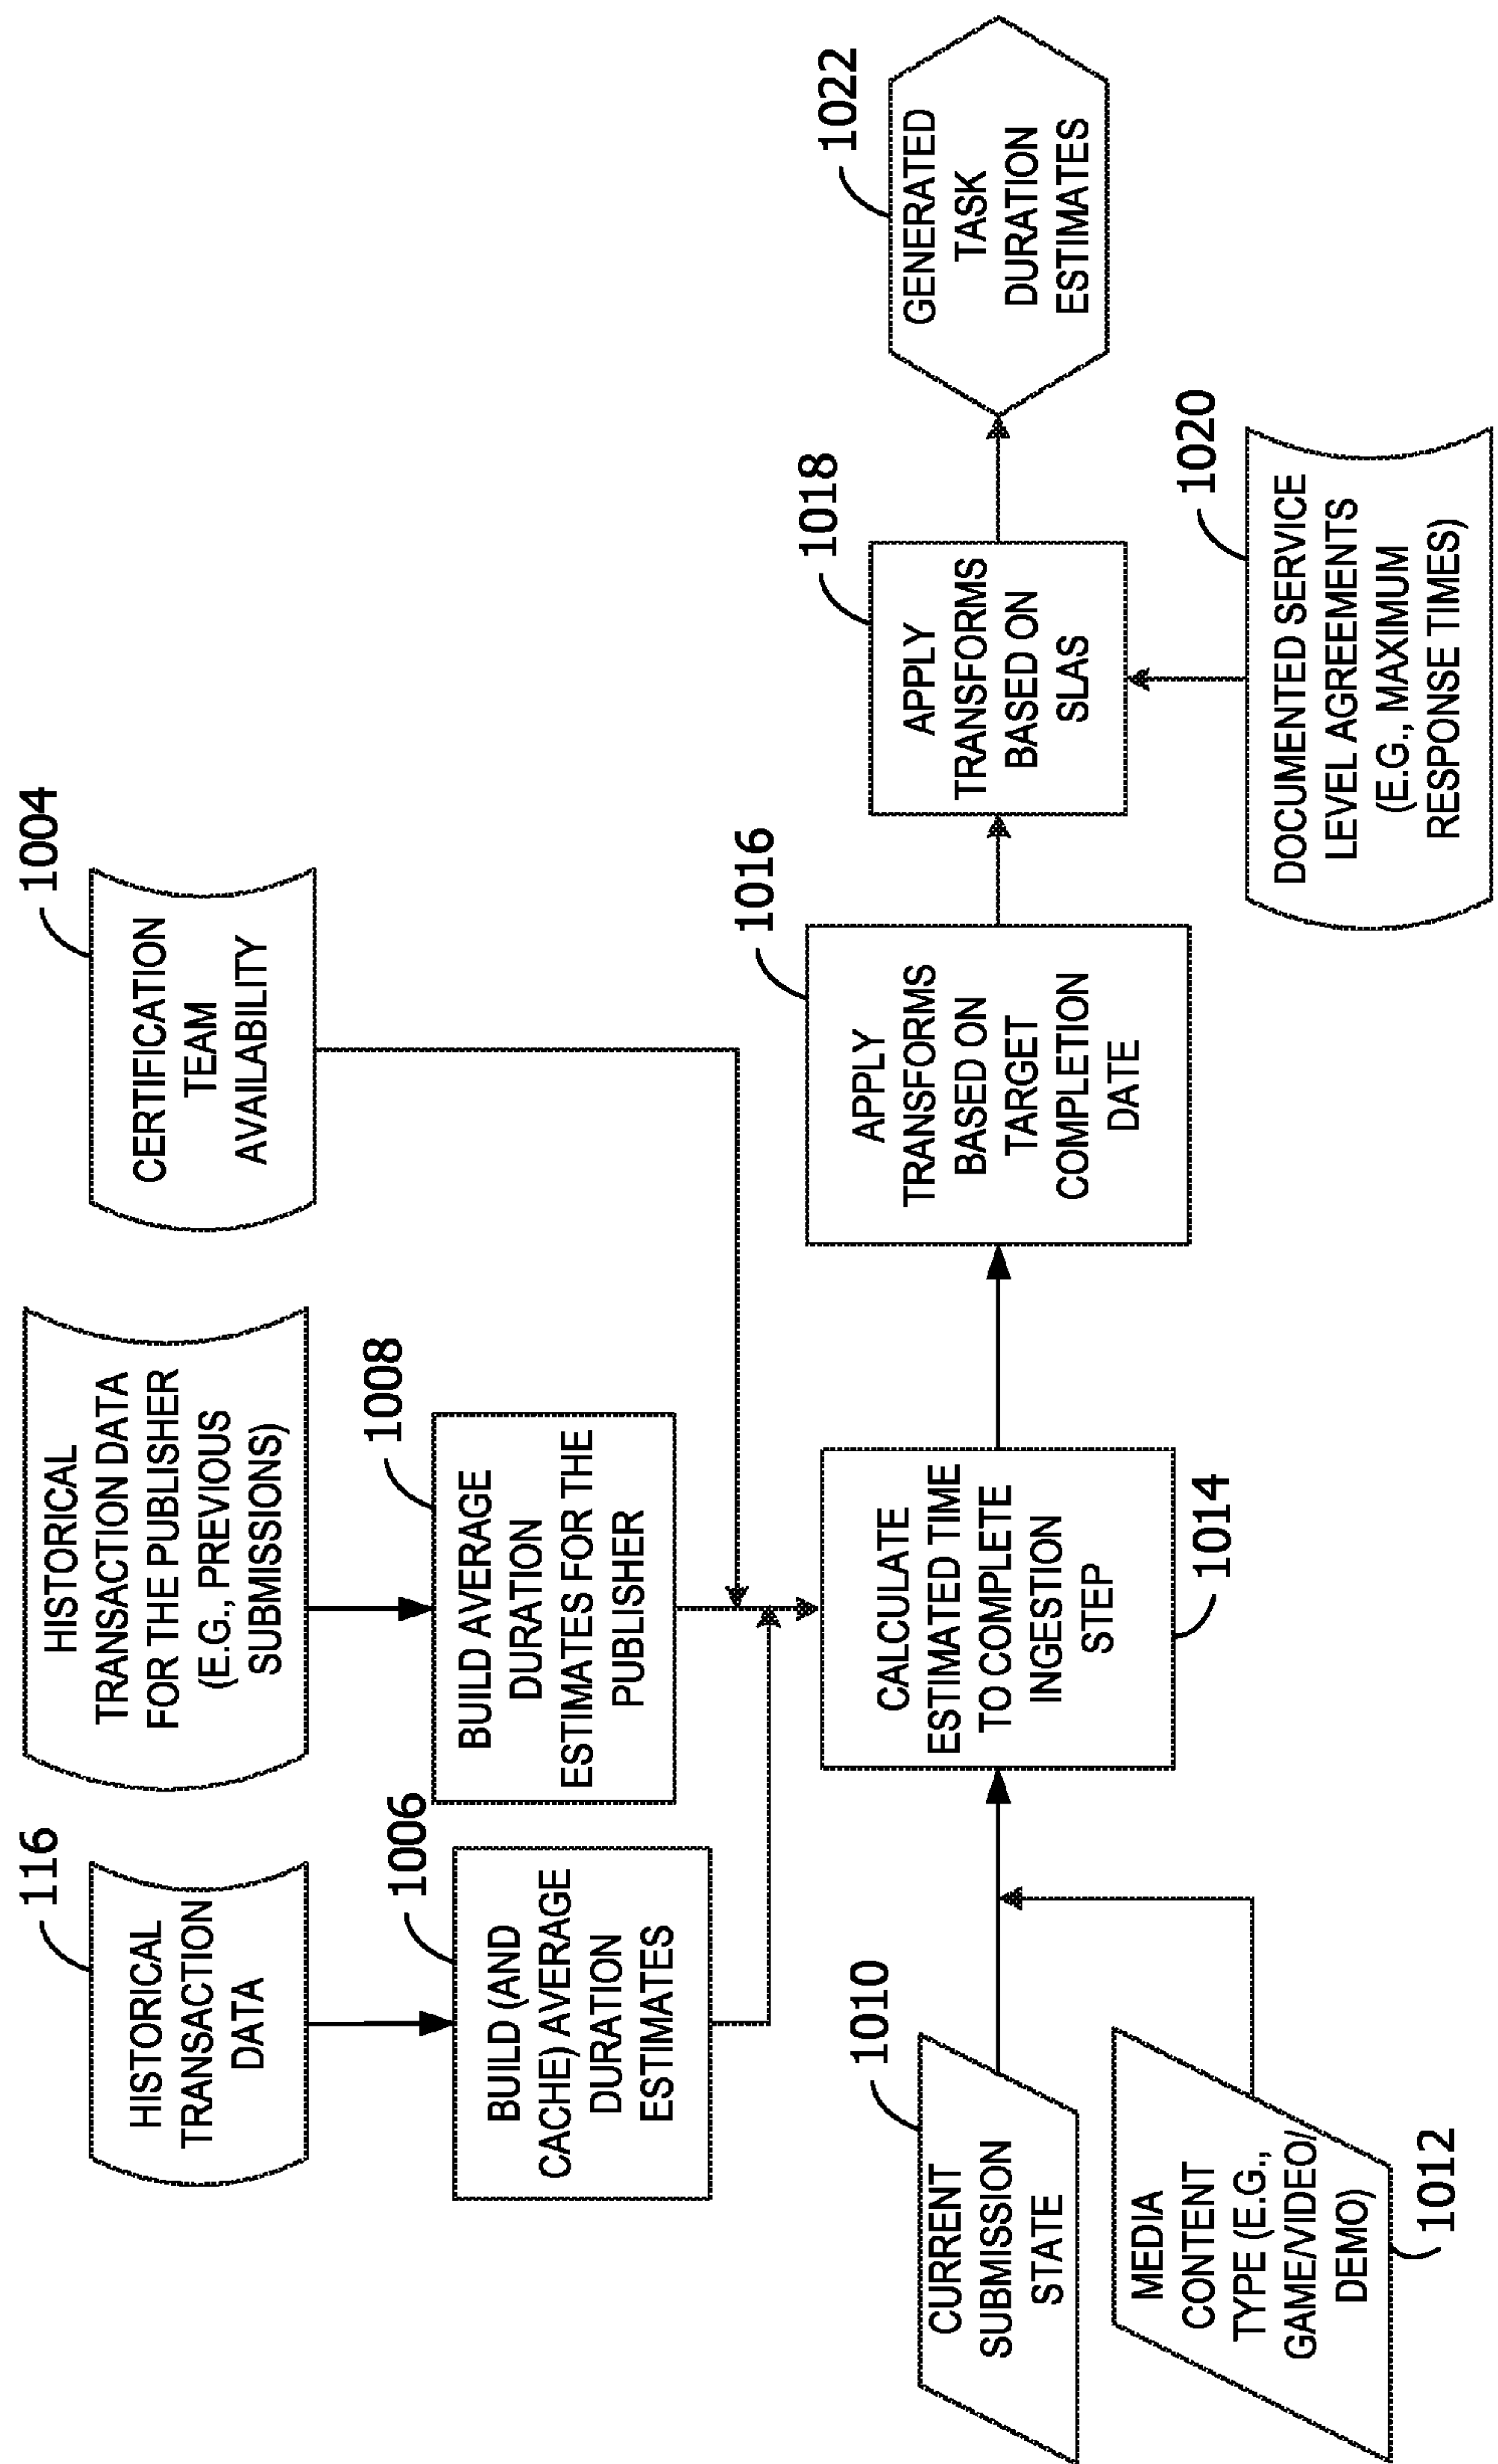 116
HISTORICAL
TRANSACTION
DATA
HISTORICAL
TRANSACTION DATA
FOR THE PUBLISHER
(E.G., PREVIOUS
SUBMISSIONS)
1004
CERTIFICATION
TEAM
AVAILABILITY
1006
BUILD (AND
CACHE) AVERAGE
DURATION
ESTIMATES
1008
BUILD AVERAGE
DURATION
ESTIMATES FOR THE
PUBLISHER
1010
CURRENT
SUBMISSION
STATE
MEDIA
CONTENT
TYPE (E.G.,
GAME/VIDEO/
DEMO)
1012
CALCULATE
ESTIMATED TIME
TO COMPLETE
INGESTION
STEP
1014
1016
APPLY
TRANSFORMS
BASED ON
TARGET
COMPLETION
DATE
1018
APPLY
TRANSFORMS
BASED ON
SLAS
1020
DOCUMENTED SERVICE
LEVEL AGREEMENTS
(E.G., MAXIMUM
RESPONSE TIMES)
1022
GENERATED
TASK
DURATION
ESTIMATES